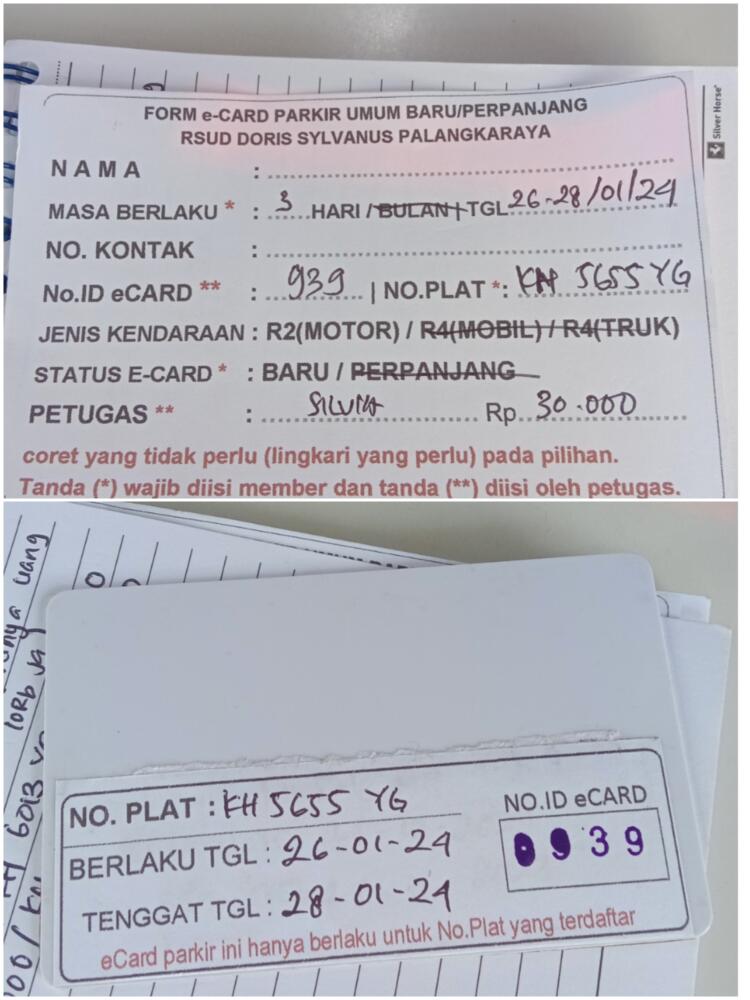 Silver Horse
FORM e-CARD PARKIR UMUM BARU/PERPANJANG
RSUD DORIS SYLVANUS PALANGKARAYA
NAMA :
MASA BERLAKU * : 3 HARI / BULAN | TGL 26-28/01/24
NO. KONTAK :
No.ID eCARD ** : 939 | NO.PLAT *: KH 5655 YG
JENIS KENDARAAN : R2(MOTOR) / R4(MOBIL) / R4(TRUK)
STATUS E-CARD * : BARU / PERPANJANG
PETUGAS ** : SILVIA Rp. 30.000
coret yang tidak perlu (lingkari yang perlu) pada pilihan.
Tanda (*) wajib diisi member dan tanda (**) diisi oleh petugas.
uang
6013
NO. PLAT : KH 5655 YG
NO.ID eCARD
0939
BERLAKU TGL : 26-01-24
TENGGAT TGL : 28-01-24
eCard parkir ini hanya berlaku untuk No.Plat yang terdaftar